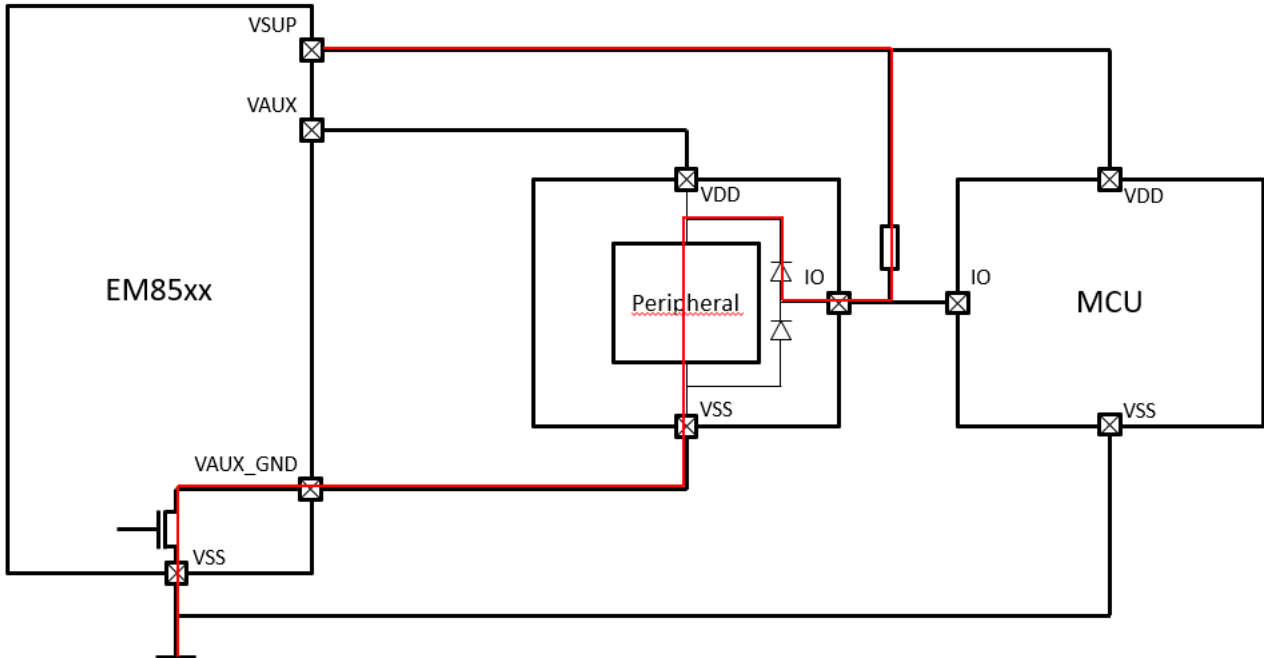 VSUP
VAUX
VDD
VDD
EM85xx
Peripheral
IO
IO
MCU
VSS
VSS
VAUX_GND
VSS